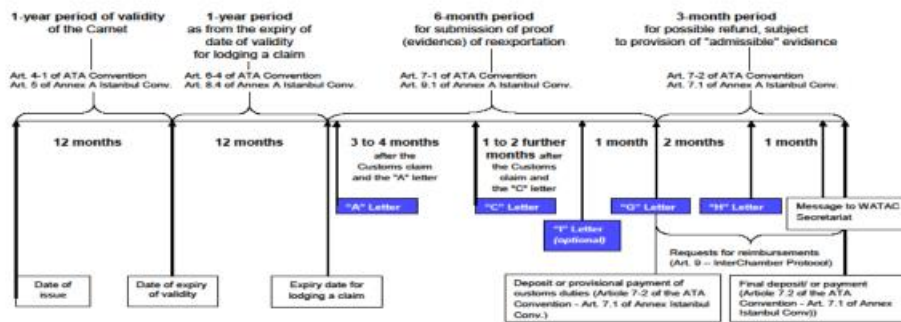 1-year period of validity
of the Carnet
1-year period
as from the expiry of
date of validity
for lodging a claim
6-month period
for submission of proof
(evidence) of reexportation
3-month period
for possible refund, subject
to provision of "admissible" evidence
Art. 4-1 of ATA Convention
Art. 5 of Annex A Istanbul Conv.
Art. 6-4 of ATA Convention
Art. 8.4 of Annex A Istanbul Conv.
Art. 7-1 of ATA Convention
Art. 9.1 of Annex A Istanbul Conv.
Art. 7-2 of ATA Convention
Art. 7.1 of Annex A Istanbul Conv.
12 months
12 months
3 to 4 months
after the
Customs claim
and the "A" letter
1 to 2 further
months after
the Customs
claim and
the "C" letter
1 month
2 months
1 month
"A" Letter
"C" Letter
"I" Letter
(optional)
"G" Letter
"H" Letter
Message to WATAC
Secretariat
Requests for reimbursements
(Art. 9 – InterChamber Protocol)
Date of
issue
Date of expiry
of validity
Expiry date for
lodging a claim
Deposit or provisional payment of
customs duties (Article 7-2 of the ATA
Convention - Art. 7.1 of Annex Istanbul
Conv.)
Final deposit/ or payment
(Article 7.2 of the ATA
Convention - Art. 7.1 of Annex
Istanbul Conv))